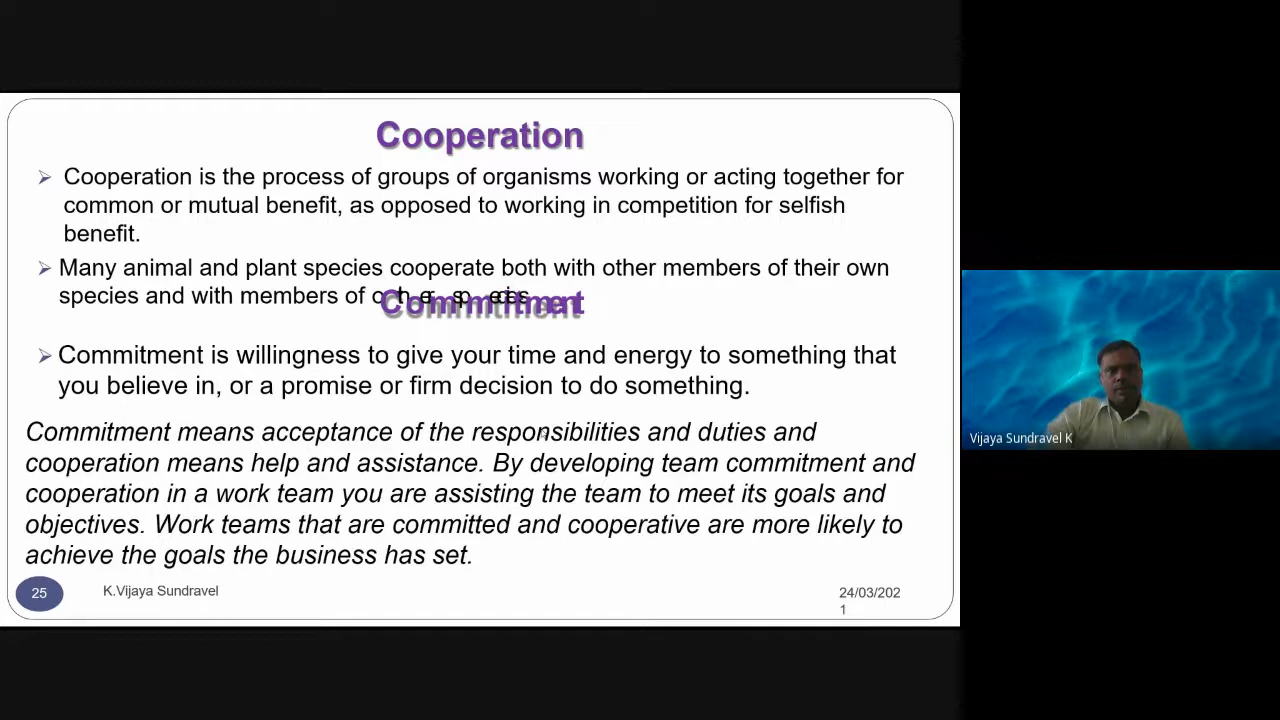 Cooperation
Cooperation is the process of groups of organisms working or acting together for
common or mutual benefit, as opposed to working in competition for selfish
benefit.
Many animal and plant species cooperate both with other members of their own
species and with members of other species.
Commitment
Commitment is willingness to give your time and energy to something that
you believe in, or a promise or firm decision to do something.
Commitment means acceptance of the responsibilities and duties and
cooperation means help and assistance. By developing team commitment and
cooperation in a work team you are assisting the team to meet its goals and
objectives. Work teams that are committed and cooperative are more likely to
achieve the goals the business has set.
25
K.Vijaya Sundravel
24/03/202
1
Vijaya Sundravel K